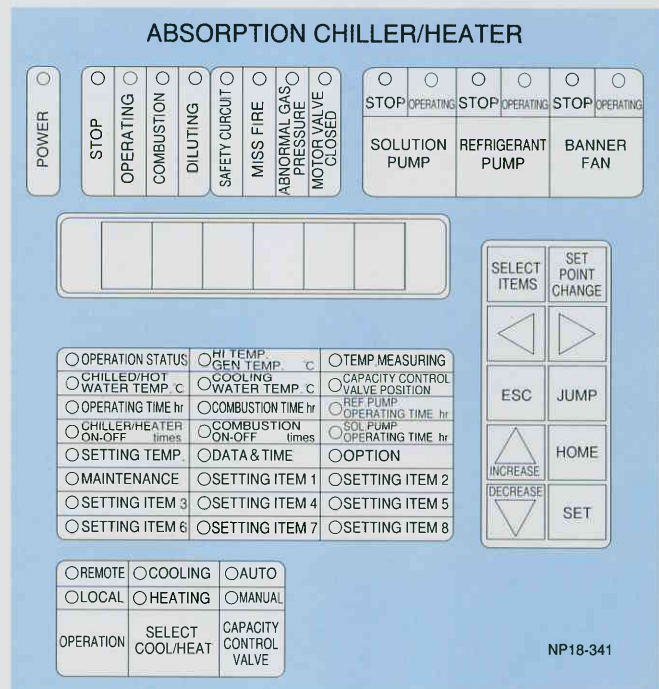 ABSORPTION CHILLER/HEATER
POWER
STOP
OPERATING
COMBUSTION
DILUTING
SAFETY CURCUIT
MISS FIRE
ABNORMAL GAS
PRESSURE
MOTOR VALVE
CLOSED
STOP OPERATING STOP OPERATING STOP OPERATING
SOLUTION
PUMP
REFRIGERANT
PUMP
BANNER
FAN
SELECT
ITEMS
SET
POINT
CHANGE
ESC
JUMP
INCREASE
HOME
DECREASE
SET
OPERATION STATUS
HI TEMP.
GEN TEMP. °C
TEMP.MEASURING
CHILLED/HOT
WATER TEMP.°C
COOLING
WATER TEMP.°C
CAPACITY CONTROL
VALVE POSITION
OPERATING TIME hr
COMBUSTION TIME hr
REF.PUMP
OPERATING TIME hr
CHILLER/HEATER
ON-OFF times
COMBUSTION
ON-OFF times
SOL.PUMP
OPERATING TIME hr
SETTING TEMP.
DATA&TIME
OPTION
MAINTENANCE
SETTING ITEM 1
SETTING ITEM 2
SETTING ITEM 3
SETTING ITEM 4
SETTING ITEM 5
SETTING ITEM 6
SETTING ITEM 7
SETTING ITEM 8
REMOTE
COOLING
AUTO
LOCAL
HEATING
MANUAL
OPERATION
SELECT
COOL/HEAT
CAPACITY
CONTROL
VALVE
NP18-341